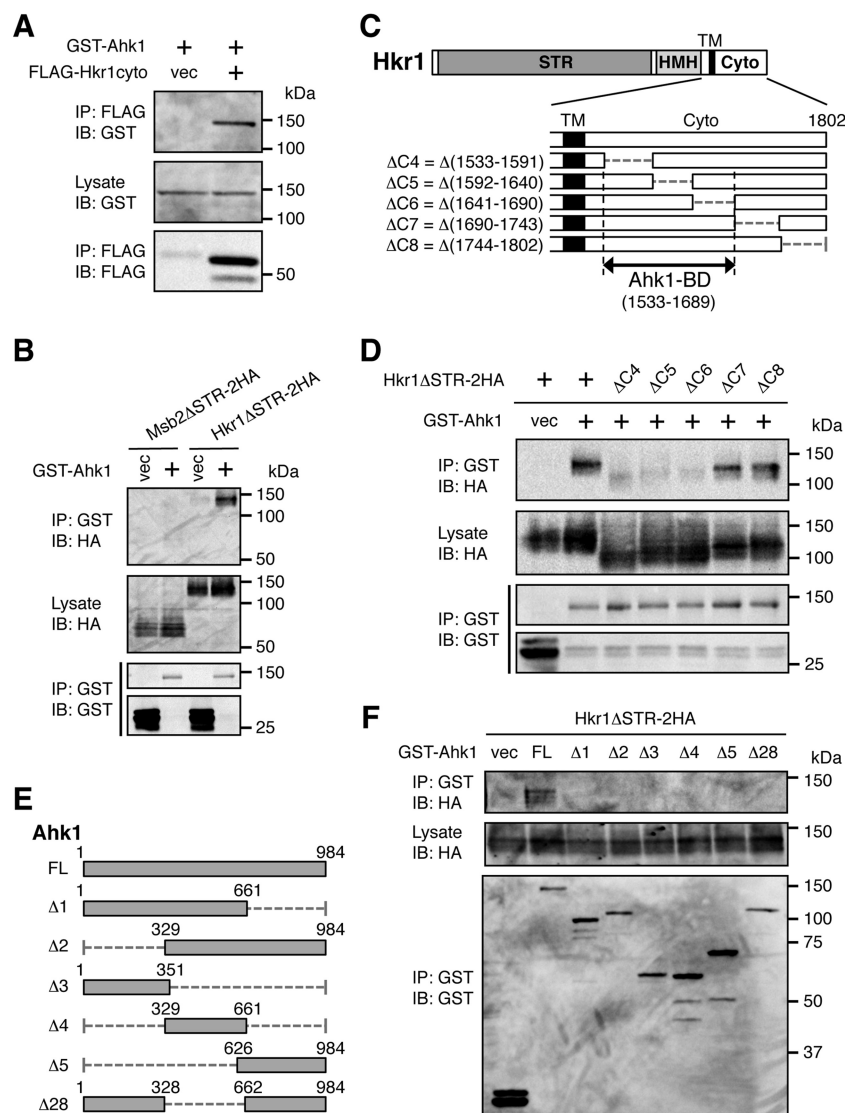 A
GST-Ahk1 + +
FLAG-Hkr1cyto vec +
kDa
IP: FLAG
IB: GST
150
100
Lysate
IB: GST
150
100
IP: FLAG
IB: FLAG
50
B
Msb2ΔSTR-2HA
Hkr1ΔSTR-2HA
GST-Ahk1 vec + vec + kDa
IP: GST
IB: HA
150
100
50
Lysate
IB: HA
150
100
50
IP: GST
IB: GST
150
25
C
TM
Hkr1 STR HMH Cyto
TM Cyto 1802
ΔC4 = Δ(1533-1591)
ΔC5 = Δ(1592-1640)
ΔC6 = Δ(1641-1690)
ΔC7 = Δ(1690-1743)
ΔC8 = Δ(1744-1802)
Ahk1-BD
(1533-1689)
D
Hkr1ΔSTR-2HA + + ΔC4 ΔC5 ΔC6 ΔC7 ΔC8
GST-Ahk1 vec + + + + + +
kDa
IP: GST
IB: HA
150
100
Lysate
IB: HA
150
100
IP: GST
IB: GST
150
25
E
Ahk1
1 984
FL
1 661
Δ1
329 984
Δ2
1 351
Δ3
329 661
Δ4
626 984
Δ5
1 328 662 984
Δ28
F
Hkr1ΔSTR-2HA
GST-Ahk1 vec FL Δ1 Δ2 Δ3 Δ4 Δ5 Δ28 kDa
IP: GST
IB: HA
150
Lysate
IB: HA
150
IP: GST
IB: GST
150
100
75
50
37